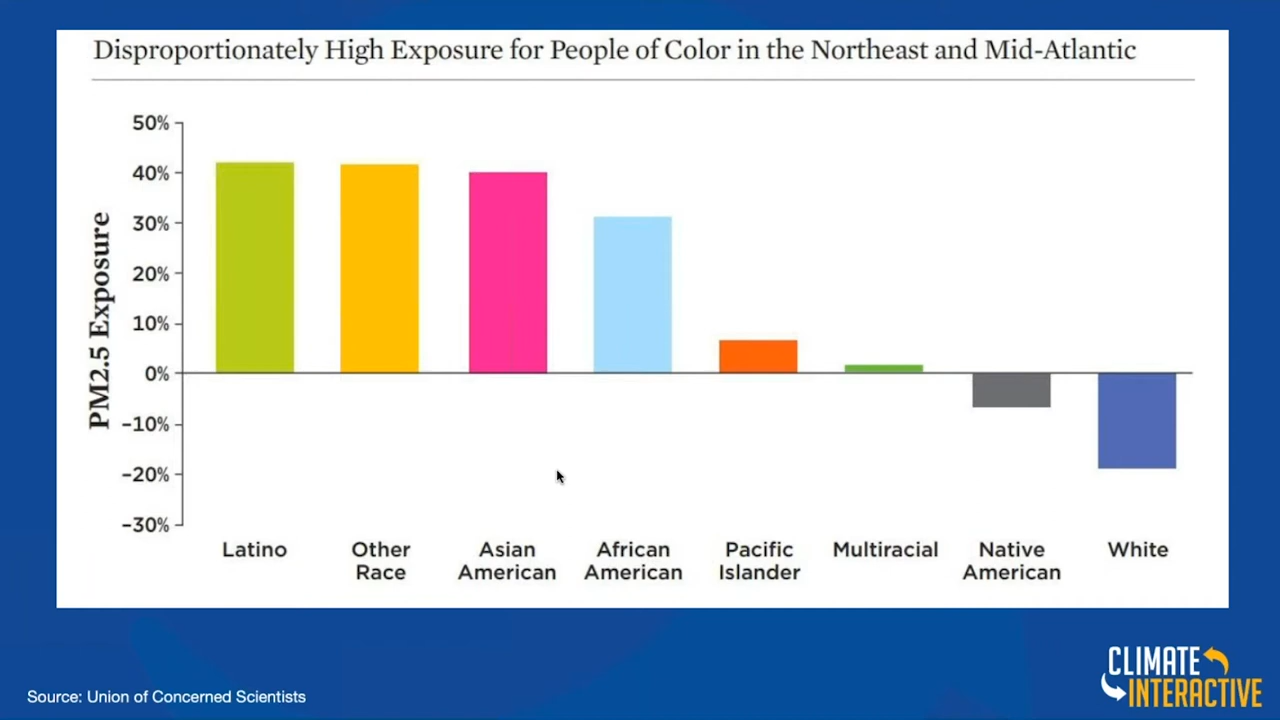 Disproportionately High Exposure for People of Color in the Northeast and Mid-Atlantic
PM2.5 Exposure
50%
40%
30%
20%
10%
0%
−10%
−20%
−30%
Latino
Other
Race
Asian
American
African
American
Pacific
Islander
Multiracial
Native
American
White
Source: Union of Concerned Scientists
CLIMATE
INTERACTIVE